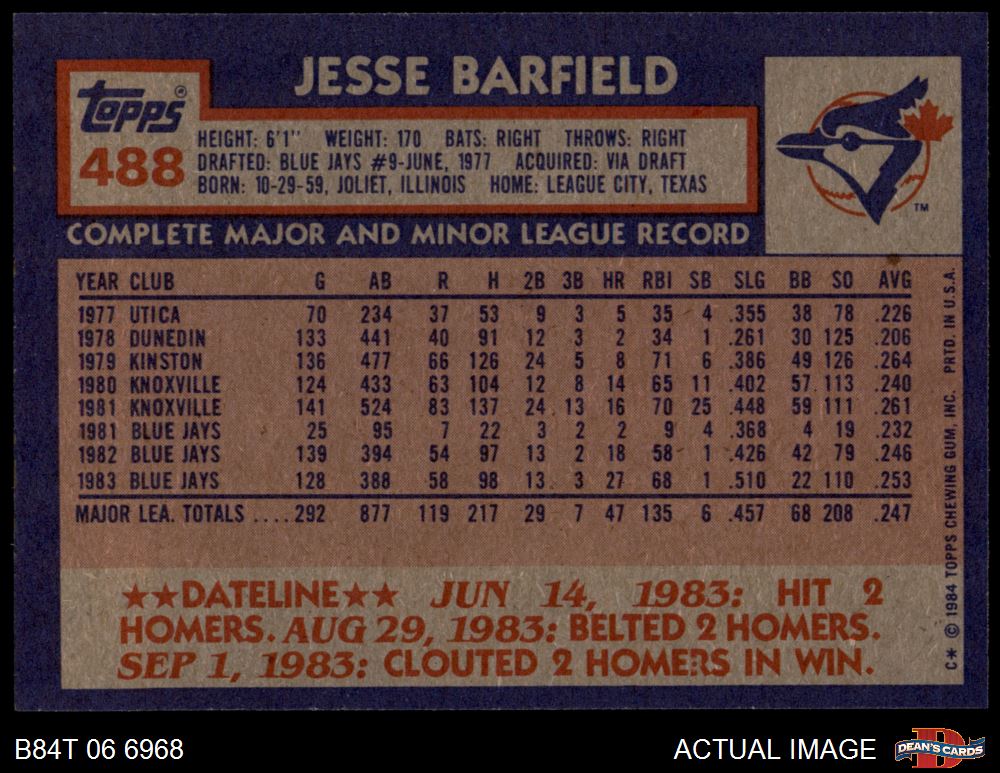 JESSE BARFIELD
Topps®
488
HEIGHT: 6'1" WEIGHT: 170 BATS: RIGHT THROWS: RIGHT
DRAFTED: BLUE JAYS #9-JUNE, 1977 ACQUIRED: VIA DRAFT
BORN: 10-29-59, JOLIET, ILLINOIS HOME: LEAGUE CITY, TEXAS
TM
COMPLETE MAJOR AND MINOR LEAGUE RECORD
YEAR CLUB G AB R H 2B 3B HR RBI SB SLG BB SO AVG
1977 UTICA 70 234 37 53 9 3 5 35 4 .355 38 78 .226
1978 DUNEDIN 133 441 40 91 12 3 2 34 1 .261 30 125 .206
1979 KINSTON 136 477 66 126 24 5 8 71 6 .386 49 126 .264
1980 KNOXVILLE 124 433 63 104 12 8 14 65 11 .402 57 113 .240
1981 KNOXVILLE 141 524 83 137 24 13 16 70 25 .448 59 111 .261
1981 BLUE JAYS 25 95 7 22 3 2 2 9 4 .368 4 19 .232
1982 BLUE JAYS 139 394 54 97 13 2 18 58 1 .426 42 79 .246
1983 BLUE JAYS 128 388 58 98 13 3 27 68 1 .510 22 110 .253
MAJOR LEA. TOTALS ....292 877 119 217 29 7 47 135 6 .457 68 208 .247
★★DATELINE★★ JUN 14, 1983: HIT 2
HOMERS. AUG 29, 1983: BELTED 2 HOMERS.
SEP 1, 1983: CLOUTED 2 HOMERS IN WIN.
C* © 1984 TOPPS CHEWING GUM, INC. PRTD. IN U.S.A.
B84T 06 6968
ACTUAL IMAGE
DEAN'S CARDS